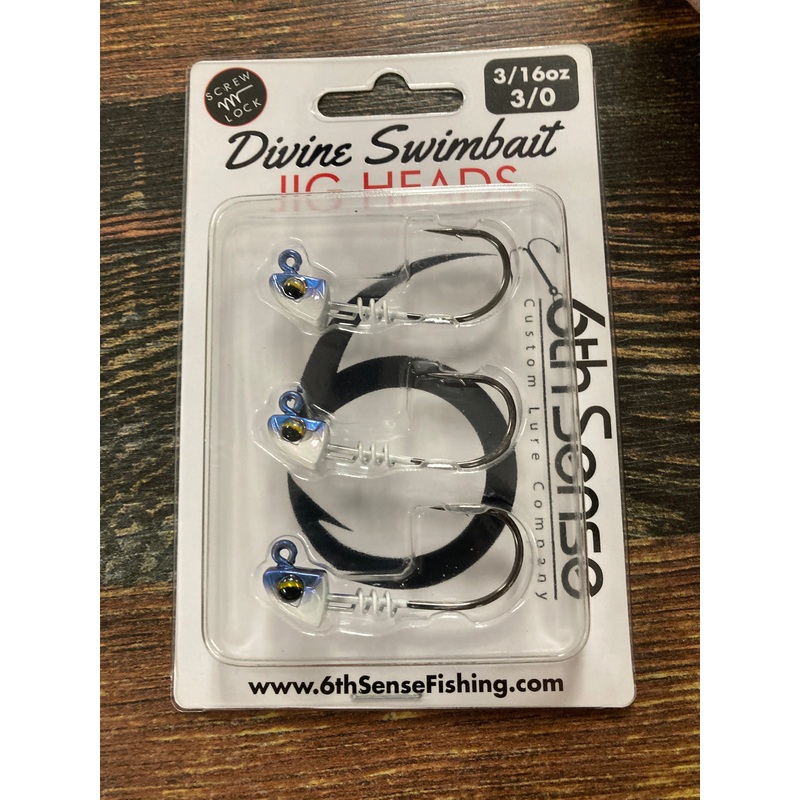 SCREW
LOCK
3/16oz
3/0
Divine Swimbait
JIG HEADS
6th Sense
Custom Lure Company
www.6thSenseFishing.com